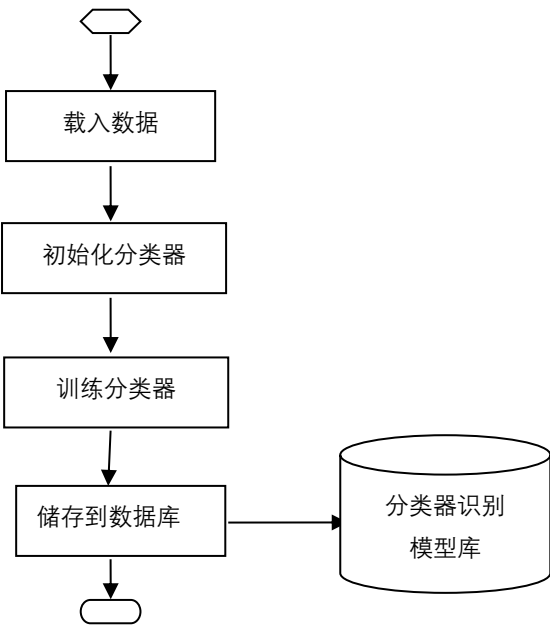 载入数据
初始化分类器
训练分类器
储存到数据库
分类器识别
模型库